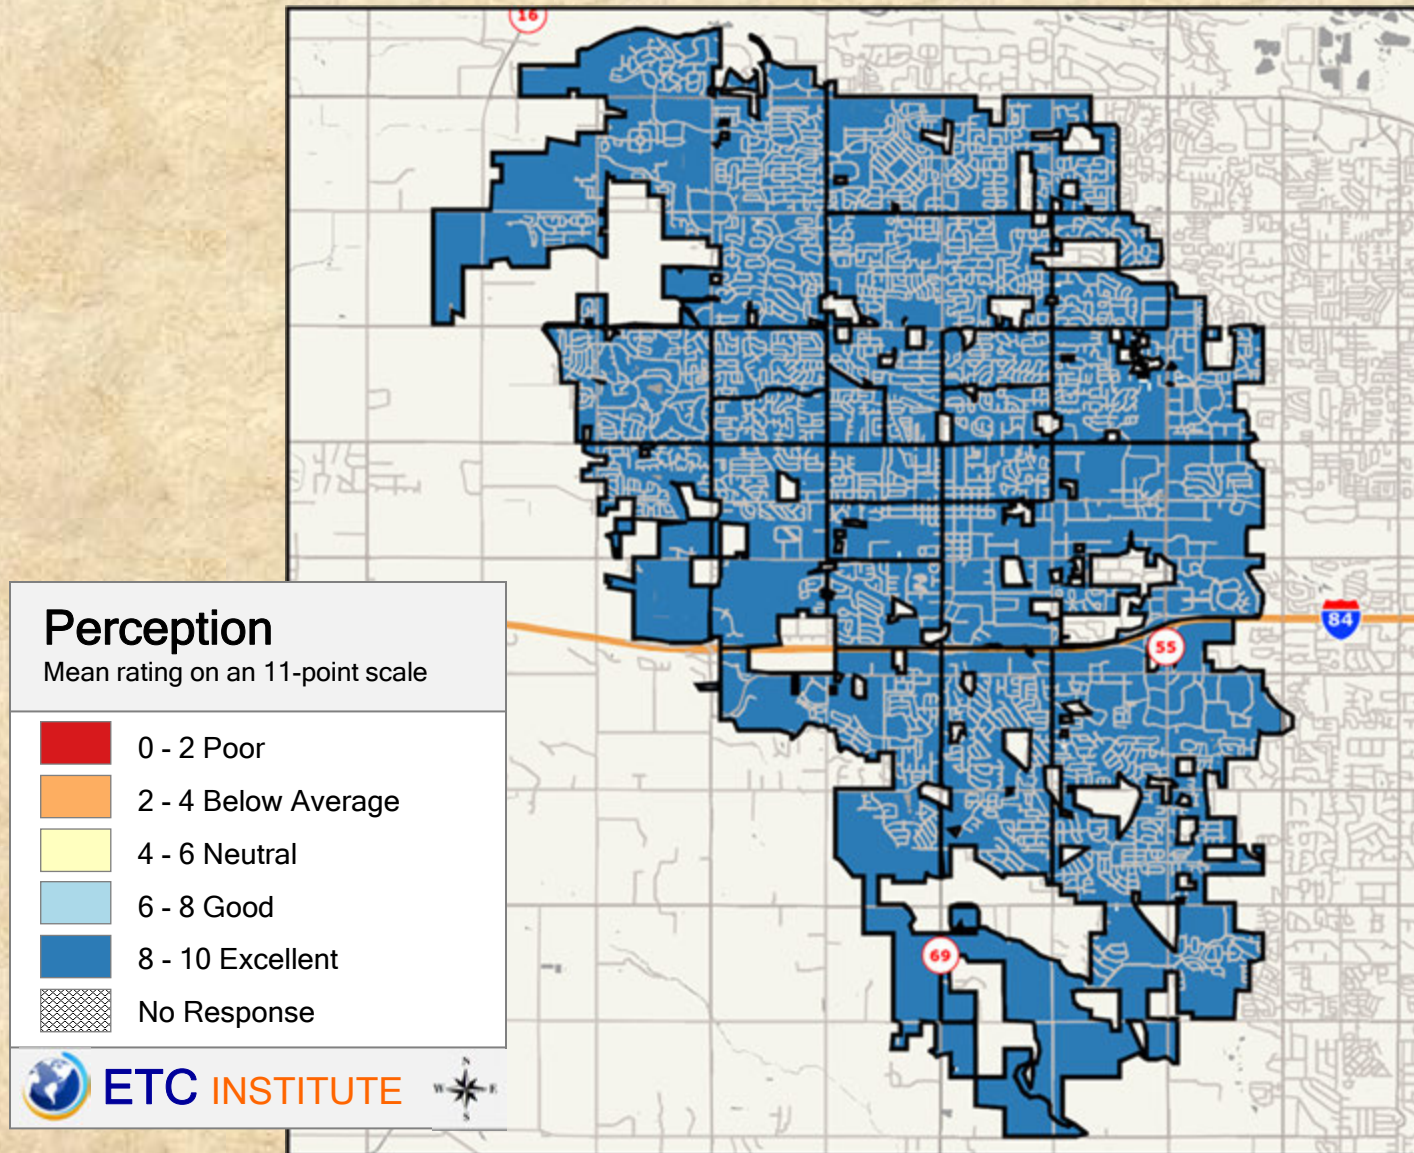 16
84
55
69
Perception
Mean rating on an 11-point scale
0 - 2 Poor
2 - 4 Below Average
4 - 6 Neutral
6 - 8 Good
8 - 10 Excellent
No Response
ETC INSTITUTE
N
W E
S